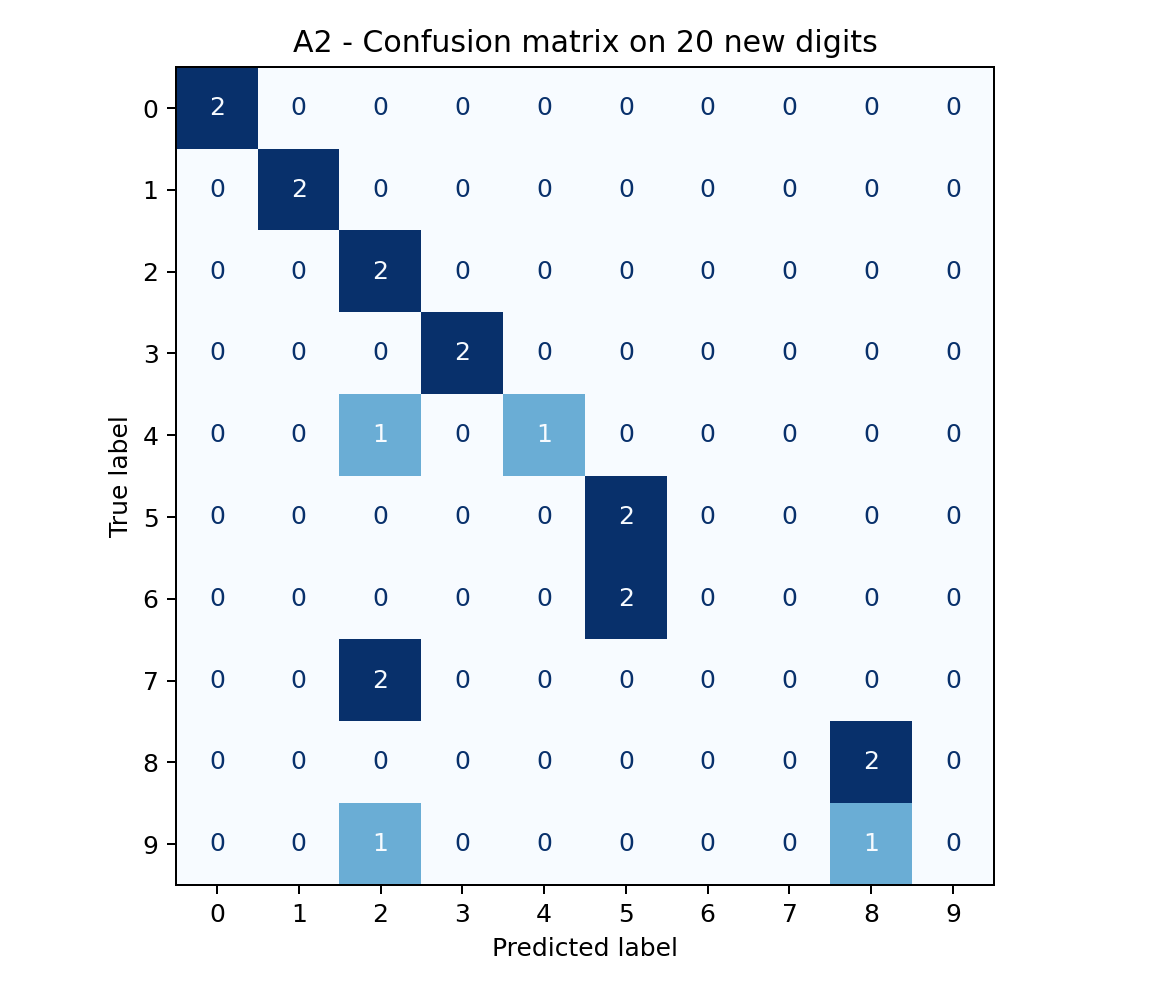 A2 - Confusion matrix on 20 new digits
0 2 0 0 0 0 0 0 0 0 0
1 0 2 0 0 0 0 0 0 0 0
2 0 0 2 0 0 0 0 0 0 0
3 0 0 0 2 0 0 0 0 0 0
4 0 0 1 0 1 0 0 0 0 0
5 0 0 0 0 0 2 0 0 0 0
6 0 0 0 0 0 2 0 0 0 0
7 0 0 2 0 0 0 0 0 0 0
8 0 0 0 0 0 0 0 0 2 0
9 0 0 1 0 0 0 0 0 1 0
True label
0 1 2 3 4 5 6 7 8 9
Predicted label